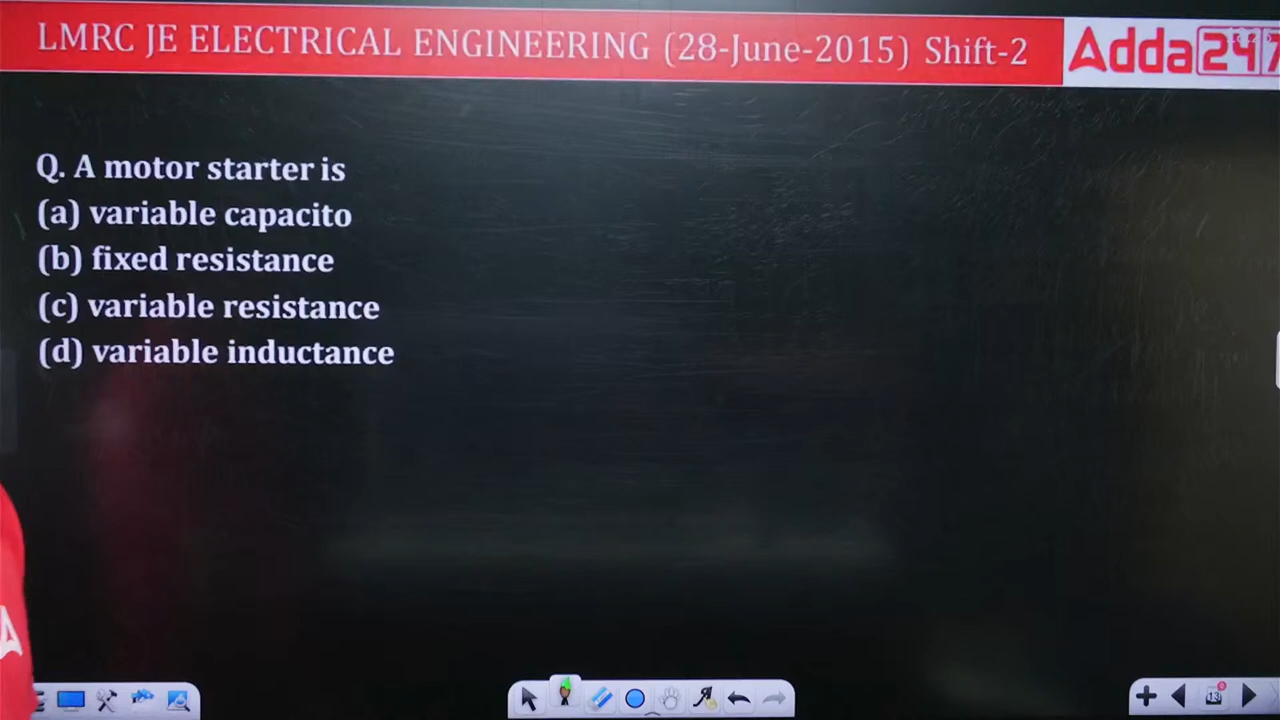 LMRC JE ELECTRICAL ENGINEERING (28-June-2015) Shift-2
Adda247
Q. A motor starter is
(a) variable capacito
(b) fixed resistance
(c) variable resistance
(d) variable inductance
13